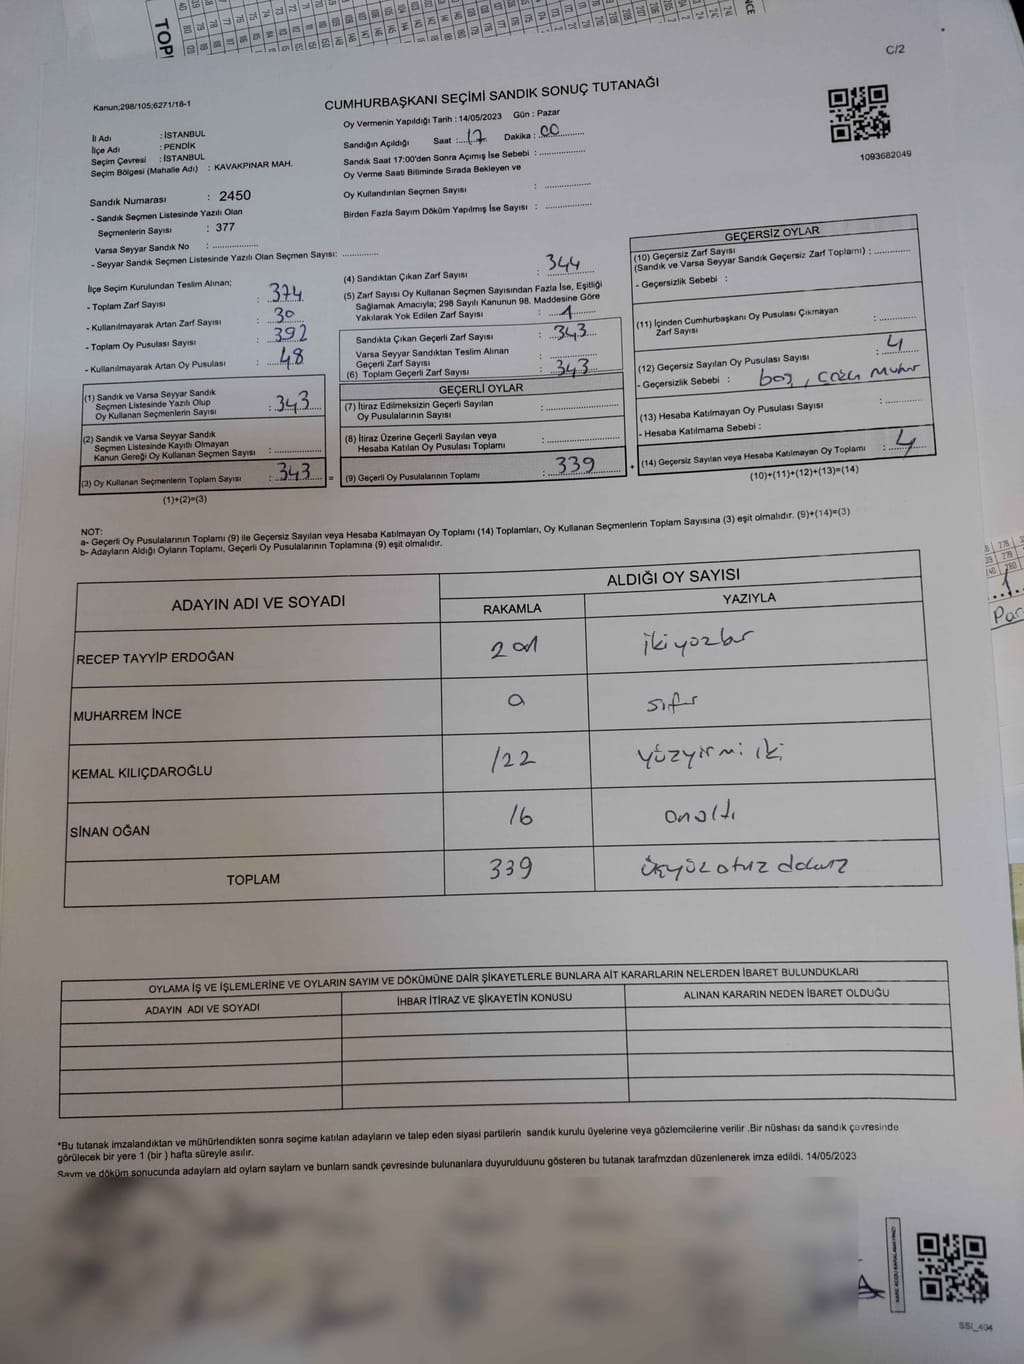 C/2
Kanun;298/105;6271/18-1
CUMHURBAŞKANI SEÇİMİ SANDIK SONUÇ TUTANAĞI
İl Adı : İSTANBUL
İlçe Adı : PENDİK
Seçim Çevresi : İSTANBUL
Seçim Bölgesi (Mahalle Adı) : KAVAKPINAR MAH.
Oy Vermenin Yapıldığı Tarih : 14/05/2023 Gün : Pazar
Sandığın Açıldığı Saat : 17 Dakika : 00
Sandık Saat 17:00'den Sonra Açımış İse Sebebi :
Oy Verme Saati Bitiminde Sırada Bekleyen ve
Oy Kullandırılan Seçmen Sayısı :
Birden Fazla Sayım Döküm Yapılmış İse Sayısı :
1093682049
Sandık Numarası : 2450
- Sandık Seçmen Listesinde Yazılı Olan
Seçmenlerin Sayısı : 377
Varsa Seyyar Sandık No :
- Seyyar Sandık Seçmen Listesinde Yazılı Olan Seçmen Sayısı:
İlçe Seçim Kurulundan Teslim Alınan;
- Toplam Zarf Sayısı : 374
- Kullanılmayarak Artan Zarf Sayısı : 30
- Toplam Oy Pusulası Sayısı : 392
- Kullanılmayarak Artan Oy Pusulası : 48
(1) Sandık ve Varsa Seyyar Sandık
Seçmen Listesinde Yazılı Olup
Oy Kullanan Seçmenlerin Sayısı : 343
(2) Sandık ve Varsa Seyyar Sandık
Seçmen Listesinde Kayıtlı Olmayan
Kanun Gereği Oy Kullanan Seçmen Sayısı :
(3) Oy Kullanan Seçmenlerin Toplam Sayısı : 343
(1)+(2)=(3)
(4) Sandıktan Çıkan Zarf Sayısı : 344
(5) Zarf Sayısı Oy Kullanan Seçmen Sayısından Fazla İse, Eşitliği
Sağlamak Amacıyla; 298 Sayılı Kanunun 98. Maddesine Göre
Yakılarak Yok Edilen Zarf Sayısı : 1
Sandıkta Çıkan Geçerli Zarf Sayısı : 343
Varsa Seyyar Sandıktan Teslim Alınan
Geçerli Zarf Sayısı :
(6) Toplam Geçerli Zarf Sayısı : 343
GEÇERLİ OYLAR
(7) İtiraz Edilmeksizin Geçerli Sayılan
Oy Pusulalarının Sayısı :
(8) İtiraz Üzerine Geçerli Sayılan veya
Hesaba Katılan Oy Pusulalarının Toplamı :
= (9) Geçerli Oy Pusulalarının Toplamı : 339
GEÇERSİZ OYLAR
(10) Geçersiz Zarf Sayısı
(Sandık ve Varsa Seyyar Sandık Geçersiz Zarf Toplamı) :
- Geçersizlik Sebebi :
(11) İçinden Cumhurbaşkanı Oy Pusulası Çıkmayan
Zarf Sayısı :
(12) Geçersiz Sayılan Oy Pusulası Sayısı : 4
- Geçersizlik Sebebi : boş,
(13) Hesaba Katılmayan Oy Pusulası Sayısı :
- Hesaba Katılmama Sebebi :
+ (14) Geçersiz Sayılan veya Hesaba Katılmayan Oy Toplamı : 4
(10)+(11)+(12)+(13)=(14)
NOT:
a- Geçerli Oy Pusulalarının Toplamı (9) ile Geçersiz Sayılan veya Hesaba Katılmayan Oy Toplamı (14) Toplamları, Oy Kullanan Seçmenlerin Toplam Sayısına (3) eşit olmalıdır. (9)+(14)=(3)
b- Adayların Aldığı Oyların Toplamı, Geçerli Oy Pusulalarının Toplamına (9) eşit olmalıdır.
ADAYIN ADI VE SOYADI
ALDIĞI OY SAYISI
RAKAMLA YAZIYLA
RECEP TAYYİP ERDOĞAN 201 ikiyüzbir
MUHARREM İNCE 0 sıfır
KEMAL KILIÇDAROĞLU 122 yüzyirmi iki
SİNAN OĞAN 16 onaltı
TOPLAM 339 üçyüz otuz dokuz
OYLAMA İŞ VE İŞLEMLERİNE VE OYLARIN SAYIM VE DÖKÜMÜNE DAİR ŞİKAYETLERLE BUNLARA AİT KARARLARIN NELERDEN İBARET BULUNDUKLARI
ADAYIN ADI VE SOYADI İHBAR İTİRAZ VE ŞİKAYETİN KONUSU ALINAN KARARIN NEDEN İBARET OLDUĞU
*Bu tutanak imzalandıktan ve mühürlendikten sonra seçime katılan adayların ve talep eden siyasi partilerin sandık kurulu üyelerine veya gözlemcilerine verilir .Bir nüshası da sandık çevresinde
görülecek bir yere 1 (bir ) hafta süreyle asılır.
Sayım ve döküm sonucunda adayların ald oyların sayların ve bunların sandk çevresinde bulunanlara duyurulduunu gösteren bu tutanak tarafmzdan düzenlenerek imza edildi. 14/05/2023
SSI_404